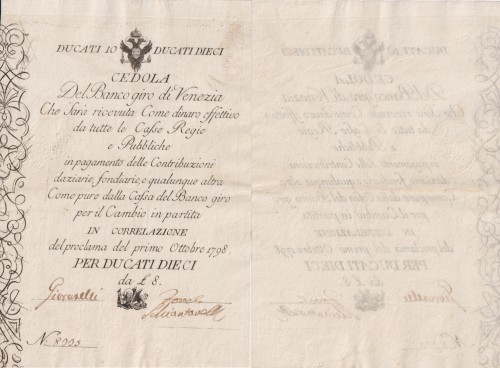 DUCATI 10 DUCATI DIECI
CEDOLA
Del Banco giro di Venezia
Che Sarà ricevuta Come dinaro effettivo
da tutte le Casse Regie
e Pubbliche
in pagamento delle Contribuzioni
daziarie, fondiarie, e qualunque altra
Come pure dalla Cassa del Banco giro
per il Cambio in partita
IN CORRELAZIONE
del proclama del primo Ottobre 1798.
PER DUCATI DIECI
da £ 8.
Giovanelli
N.